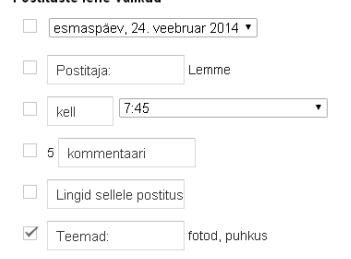 Postituste lehe valikud
esmaspäev, 24. veebruar 2014
Postitaja: Lemme
kell 7:45
5 kommentaari
Lingid sellele postitus
Teemad: fotod, puhkus